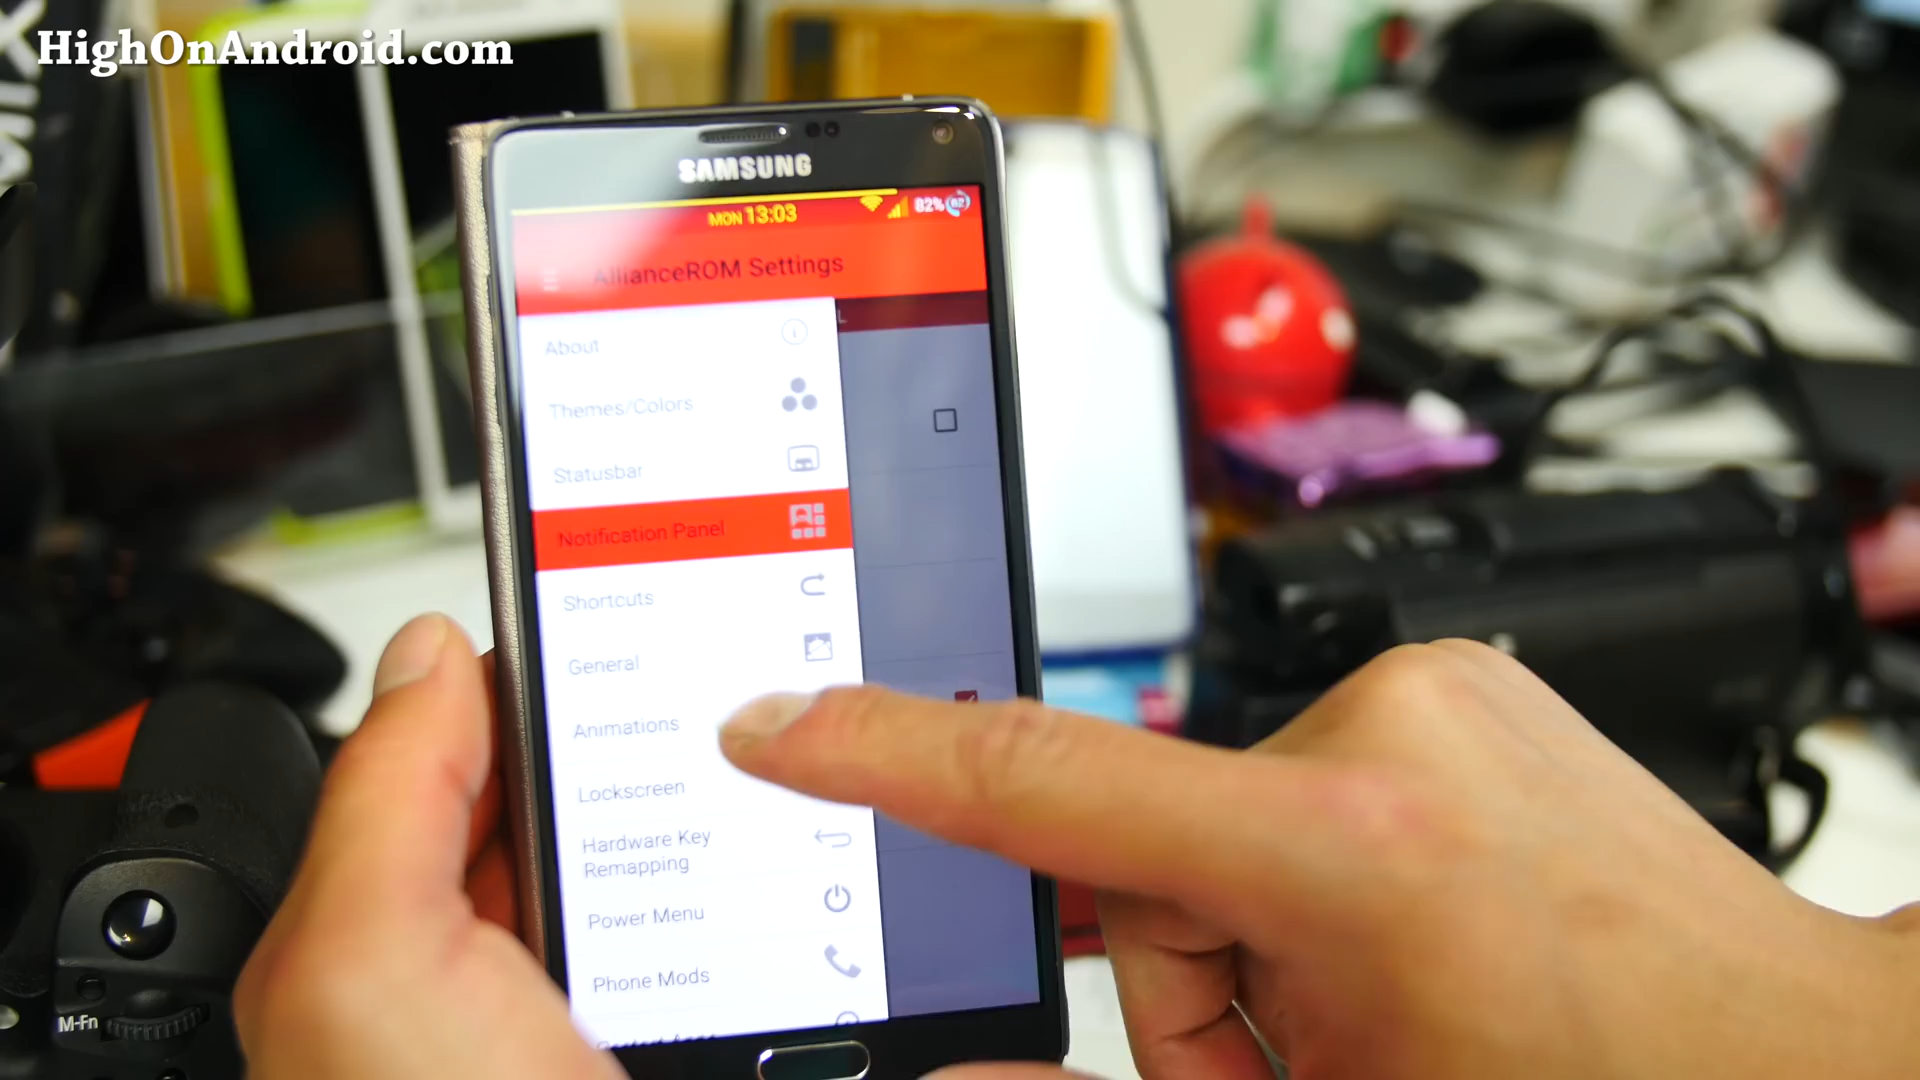 HighOnAndroid.com
SAMSUNG
MON 13:03
82%
AllianceROM Settings
About
Themes/Colors
Statusbar
Notification Panel
Shortcuts
General
Animations
Lockscreen
Hardware Key
Remapping
Power Menu
Phone Mods
M-Fn